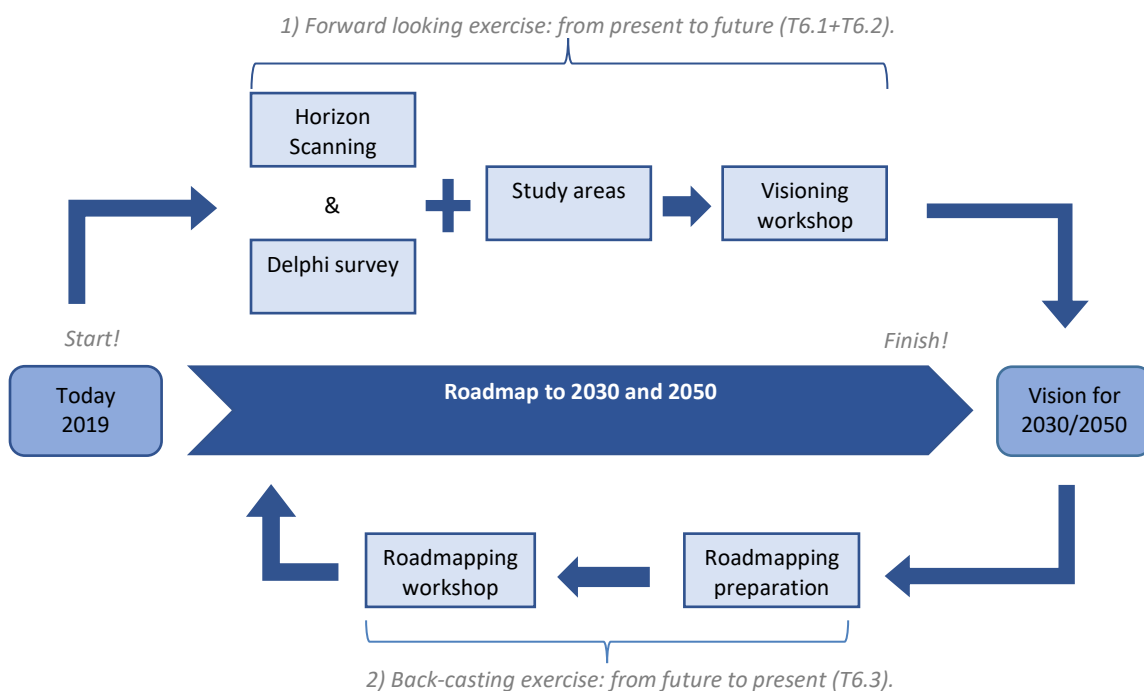 1) Forward looking exercise: from present to future (T6.1+T6.2).
Horizon
Scanning
&
Delphi survey
Study areas
Visioning
workshop
Start!
Finish!
Today
2019
Roadmap to 2030 and 2050
Vision for
2030/2050
Roadmapping
workshop
Roadmapping
preparation
2) Back-casting exercise: from future to present (T6.3).